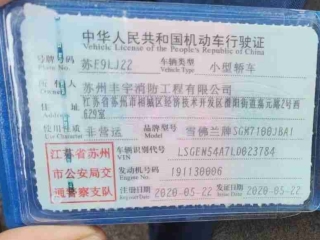 中华人民共和国机动车行驶证
Vehicle License of the People's Republic of China
号牌号码 苏F9LJ22 车辆类型 小型轿车
Vehicle Type
所有人 苏州丰宇消防工程有限公司
江苏省苏州市相城区经济技术开发区澄阳街道嘉元路2号西
629室
使用性质 非营运 品牌型号 雪佛兰牌SGM7100JBA1
江苏省苏州
市公安局交
通警察支队
车辆识别代号 LSGEN54A7LD023784
VIN
发动机号码 191130006
Engine No.
注册日期 2020-05-22 发证日期 2020-05-22